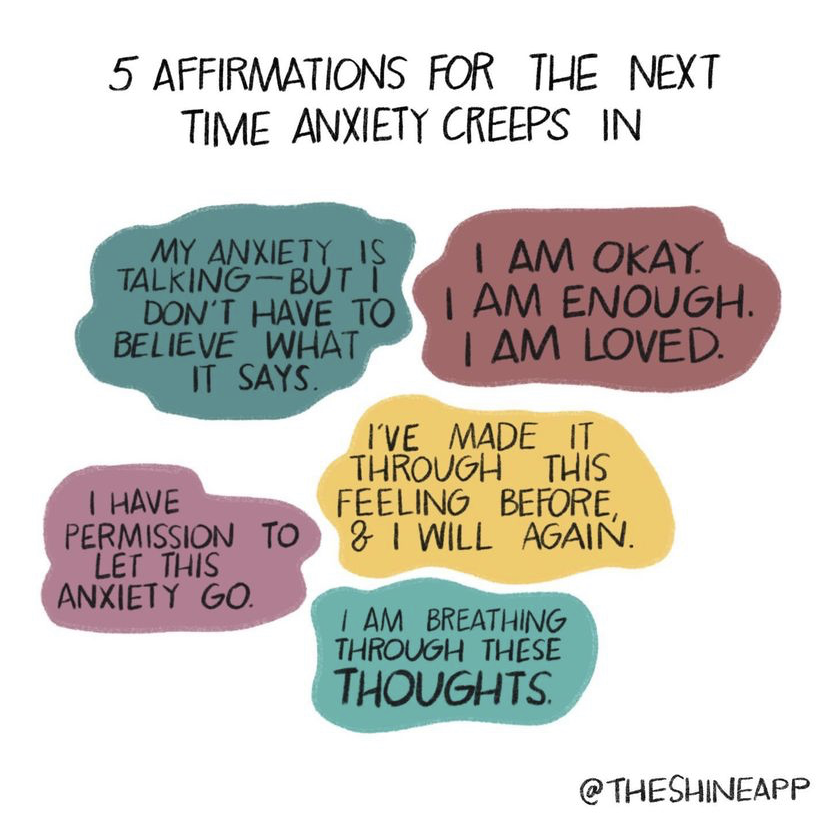 5 AFFIRMATIONS FOR THE NEXT
TIME ANXIETY CREEPS IN
MY ANXIETY IS
TALKING—BUT I
DON'T HAVE TO
BELIEVE WHAT
IT SAYS.
I AM OKAY.
I AM ENOUGH.
I AM LOVED.
I'VE MADE IT
THROUGH THIS
FEELING BEFORE,
& I WILL AGAIN.
I HAVE
PERMISSION TO
LET THIS
ANXIETY GO.
I AM BREATHING
THROUGH THESE
THOUGHTS.
@THESHINEAPP